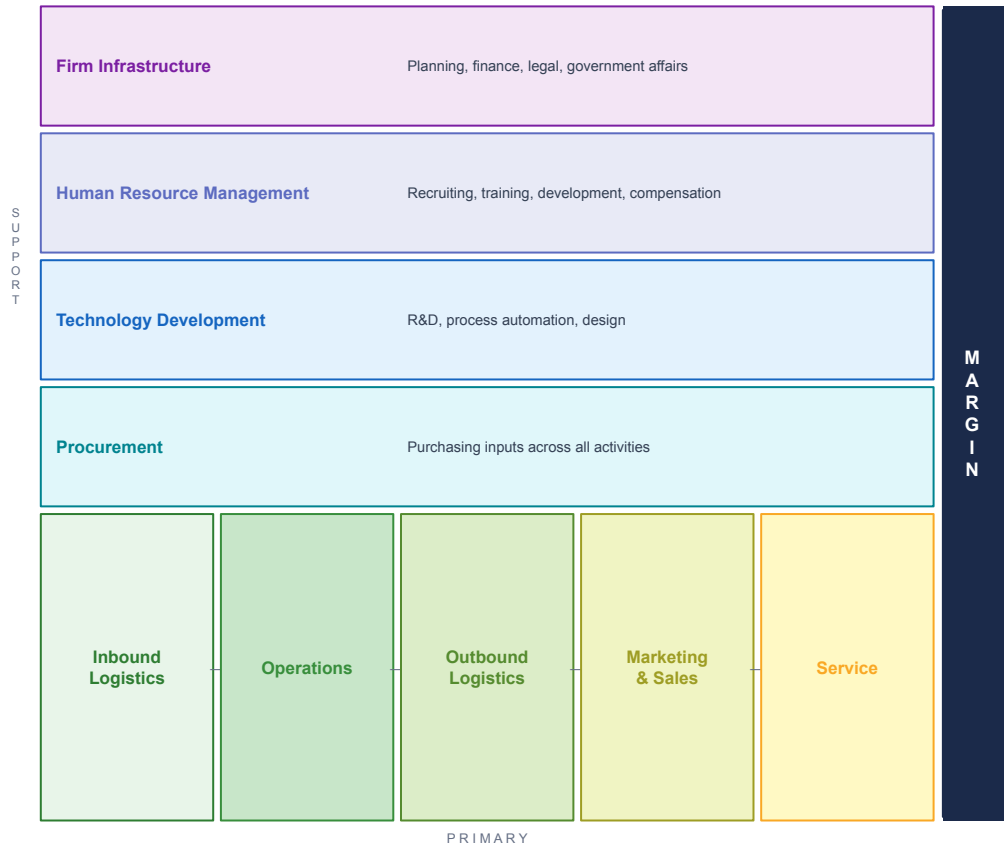 Firm Infrastructure
Planning, finance, legal, government affairs
Human Resource Management
Recruiting, training, development, compensation
SUPPORT
Technology Development
R&D, process automation, design
Procurement
Purchasing inputs across all activities
MARGIN
Inbound
Logistics
Operations
Outbound
Logistics
Marketing
& Sales
Service
PRIMARY